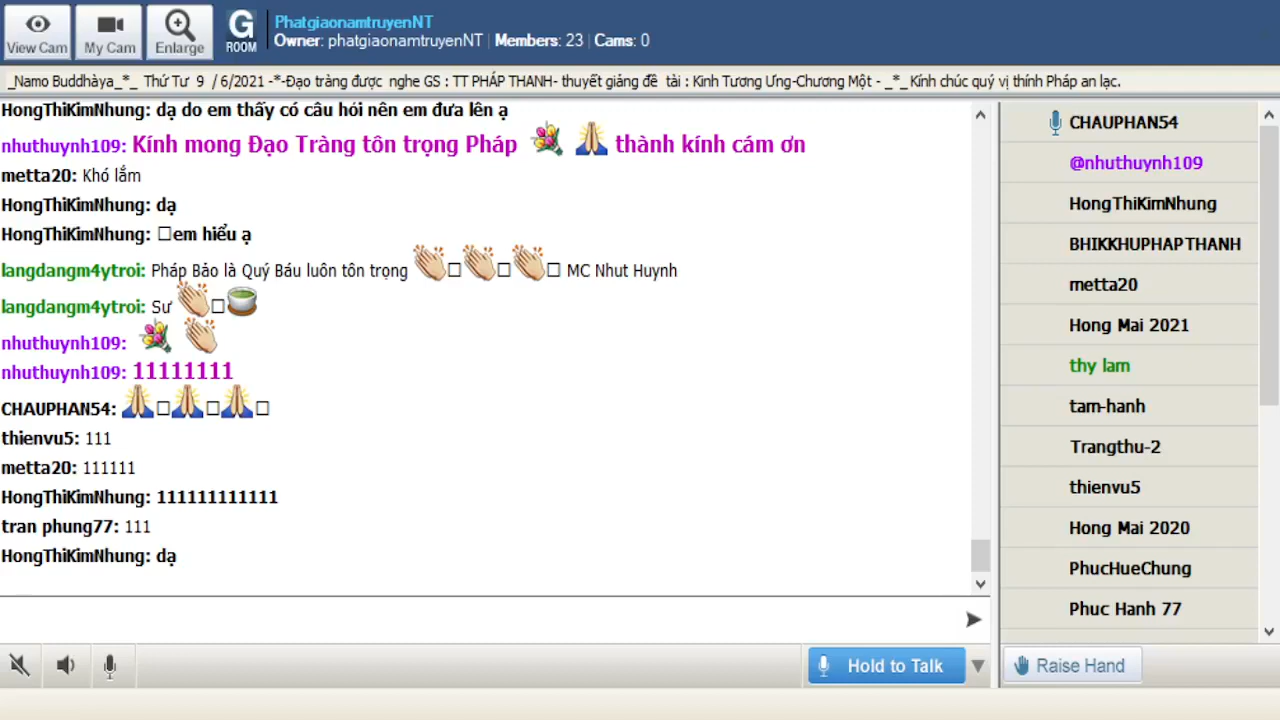 View Cam
My Cam
Enlarge
G
ROOM
PhatgiaonamtruyenNT
Owner: phatgiaonamtruyenNT | Members: 23 | Cams: 0
_Namo Buddhàya_*_ Thứ Tư 9 / 6/2021 -*-Đạo tràng được nghe GS : TT PHÁP THANH- thuyết giảng đề tài : Kinh Tương Ưng-Chương Một - _*_Kính chúc quý vị thính Pháp an lạc.
HongThiKimNhung: dạ do em thấy có câu hỏi nên em đưa lên ạ
nhuthuynh109: Kính mong Đạo Tràng tôn trọng Pháp 💐 🙏 thành kính cám ơn
metta20: Khó lắm
HongThiKimNhung: dạ
HongThiKimNhung: em hiểu ạ
langdangm4ytroi: Pháp Bảo là Quý Báu luôn tôn trọng 👏👏👏 MC Nhut Huynh
langdangm4ytroi: Sư 👏🍵
nhuthuynh109: 💐 👏
nhuthuynh109: 11111111
CHAUPHAN54: 🙏🙏🙏
thienvu5: 111
metta20: 111111
HongThiKimNhung: 111111111111
tran phung77: 111
HongThiKimNhung: dạ
CHAUPHAN54
@nhuthuynh109
HongThiKimNhung
BHIKKHUPHAPTHANH
metta20
Hong Mai 2021
thy lam
tam-hanh
Trangthu-2
thienvu5
Hong Mai 2020
PhucHueChung
Phuc Hanh 77
Hold to Talk
Raise Hand